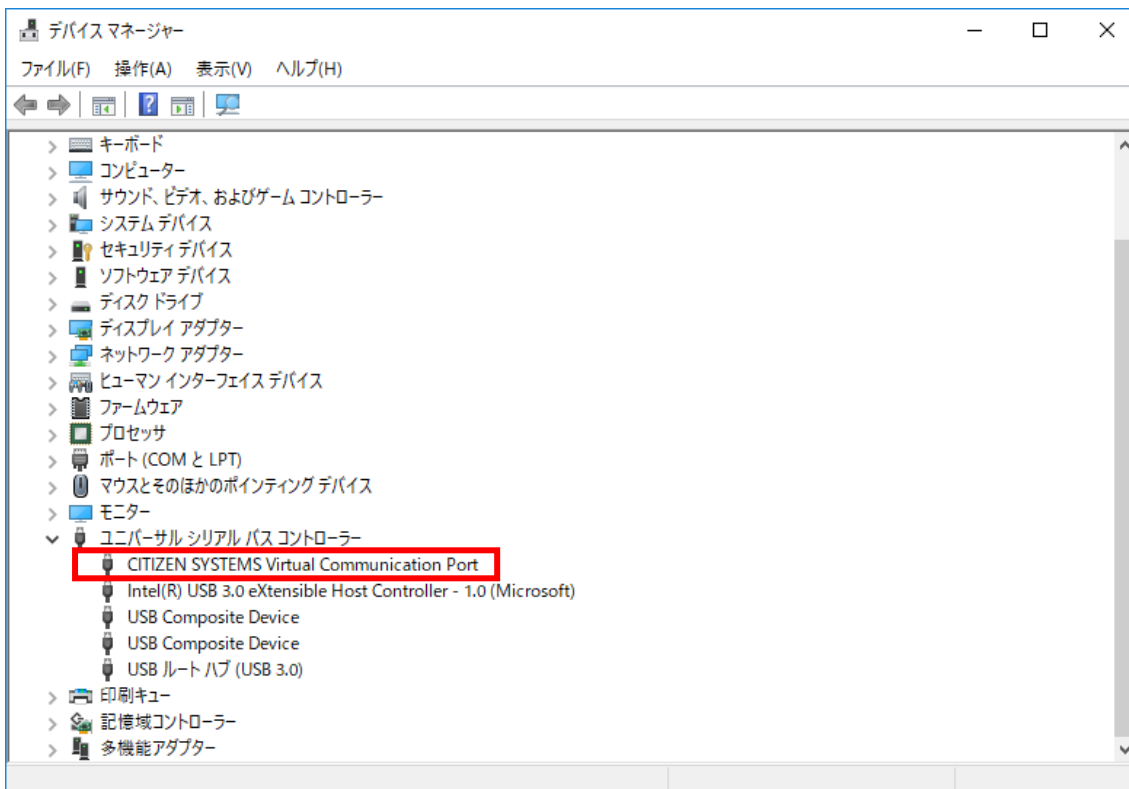 デバイス マネージャー
ファイル(F) 操作(A) 表示(V) ヘルプ(H)
キーボード
コンピューター
サウンド、ビデオ、およびゲーム コントローラー
システム デバイス
セキュリティ デバイス
ソフトウェア デバイス
ディスク ドライブ
ディスプレイ アダプター
ネットワーク アダプター
ヒューマン インターフェイス デバイス
ファームウェア
プロセッサ
ポート (COM と LPT)
マウスとそのほかのポインティング デバイス
モニター
ユニバーサル シリアル バス コントローラー
CITIZEN SYSTEMS Virtual Communication Port
Intel(R) USB 3.0 eXtensible Host Controller - 1.0 (Microsoft)
USB Composite Device
USB Composite Device
USB ルート ハブ (USB 3.0)
印刷キュー
記憶域コントローラー
多機能アダプター